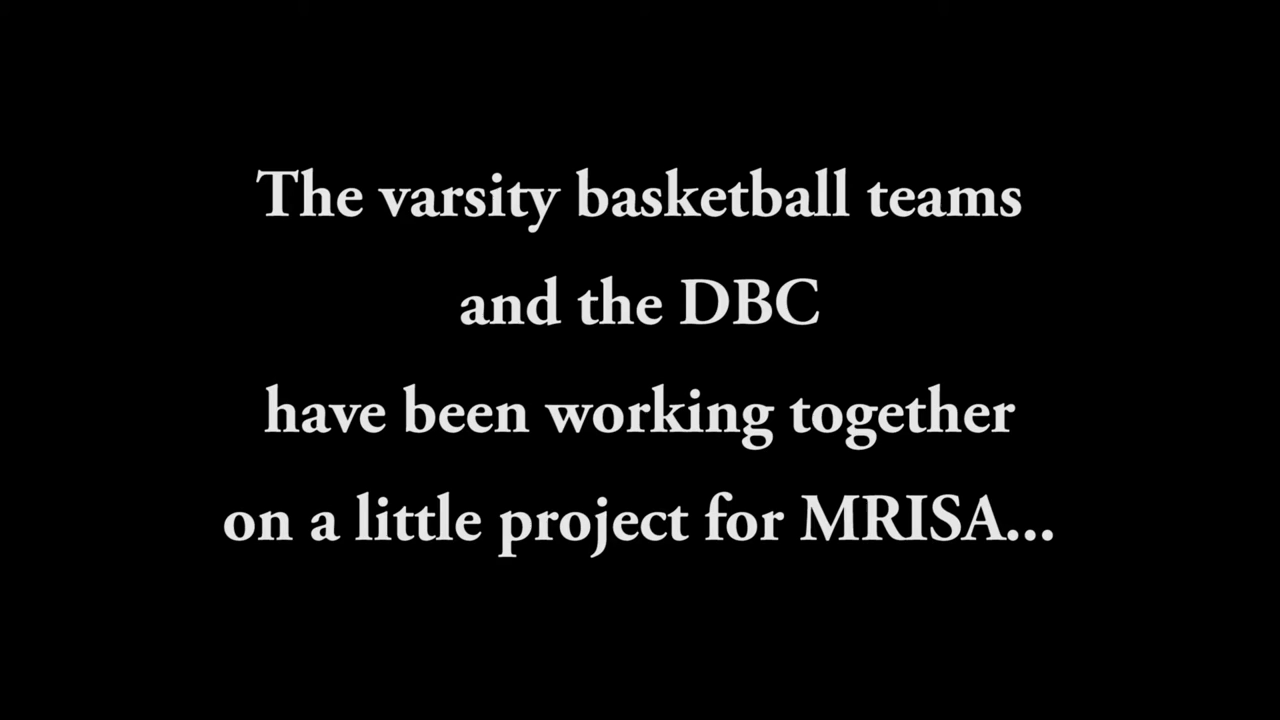 The varsity basketball teams
and the DBC
have been working together
on a little project for MRISA...